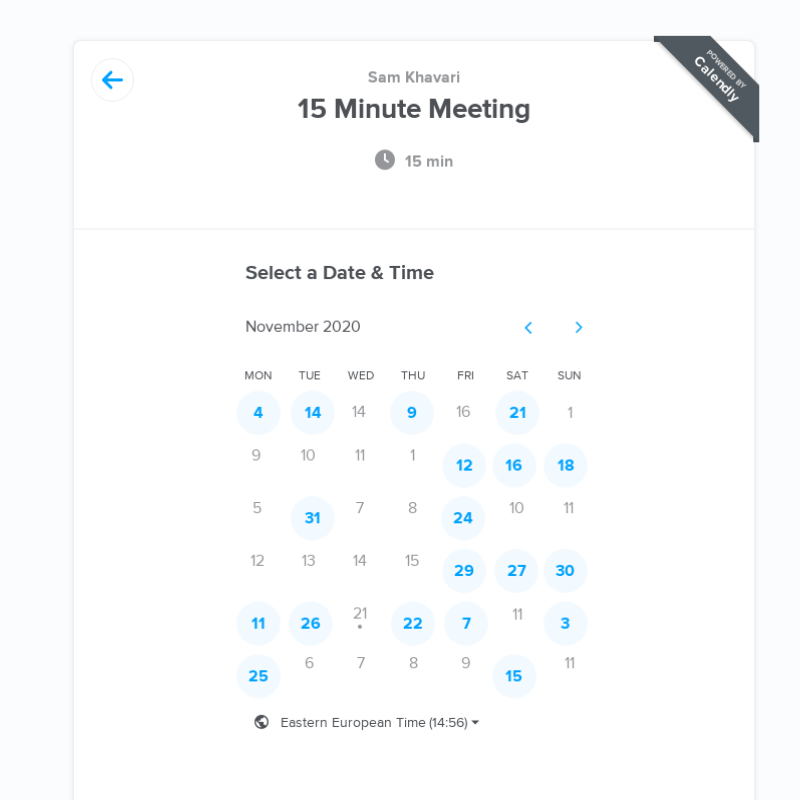 Sam Khavari
POWERED BY
Calendly
15 Minute Meeting
15 min
Select a Date & Time
November 2020
MON TUE WED THU FRI SAT SUN
4 14 14 9 16 21 1
9 10 11 1 12 16 18
5 31 7 8 24 10 11
12 13 14 15 29 27 30
11 26 21 22 7 11 3
25 6 7 8 9 15 11
Eastern European Time (14:56)